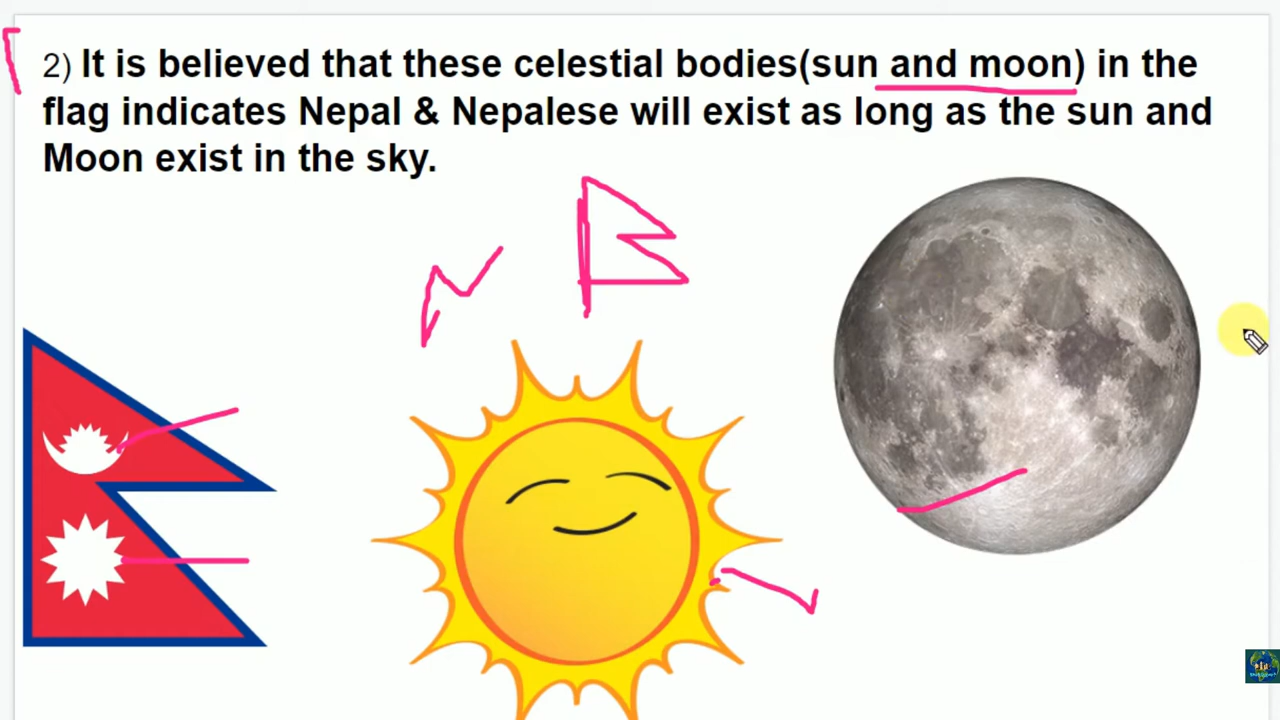 2) It is believed that these celestial bodies(sun and moon) in the
flag indicates Nepal & Nepalese will exist as long as the sun and
Moon exist in the sky.
N